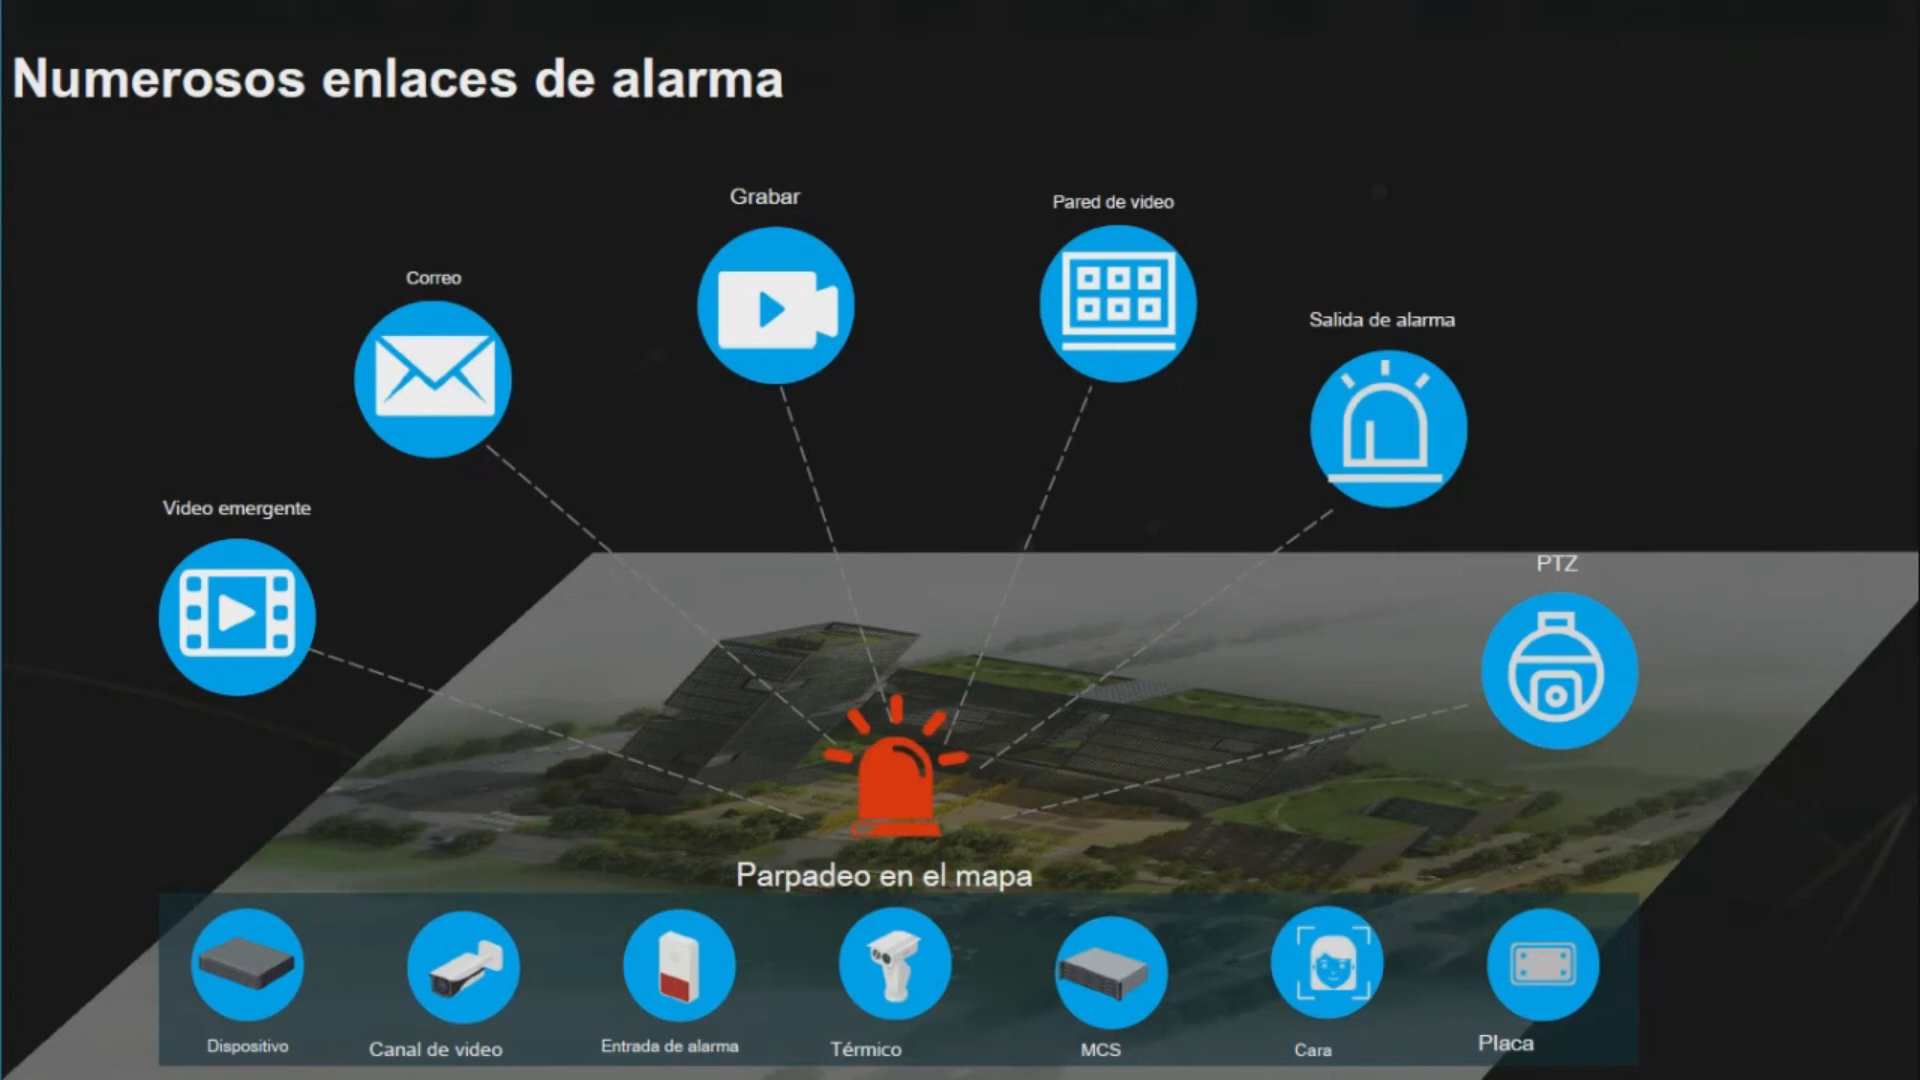 Numerosos enlaces de alarma
Grabar
Pared de video
Correo
Salida de alarma
Video emergente
PTZ
Parpadeo en el mapa
Dispositivo
Canal de video
Entrada de alarma
Térmico
MCS
Cara
Placa